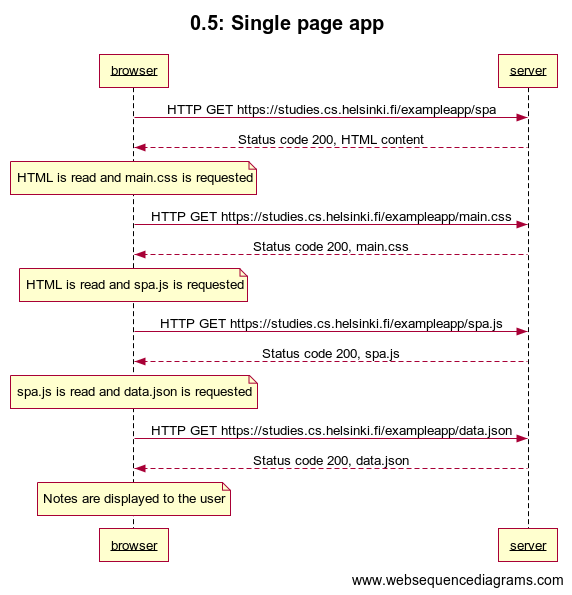 0.5: Single page app
browser server
HTTP GET https://studies.cs.helsinki.fi/exampleapp/spa
Status code 200, HTML content
HTML is read and main.css is requested
HTTP GET https://studies.cs.helsinki.fi/exampleapp/main.css
Status code 200, main.css
HTML is read and spa.js is requested
HTTP GET https://studies.cs.helsinki.fi/exampleapp/spa.js
Status code 200, spa.js
spa.js is read and data.json is requested
HTTP GET https://studies.cs.helsinki.fi/exampleapp/data.json
Status code 200, data.json
Notes are displayed to the user
browser server
www.websequencediagrams.com